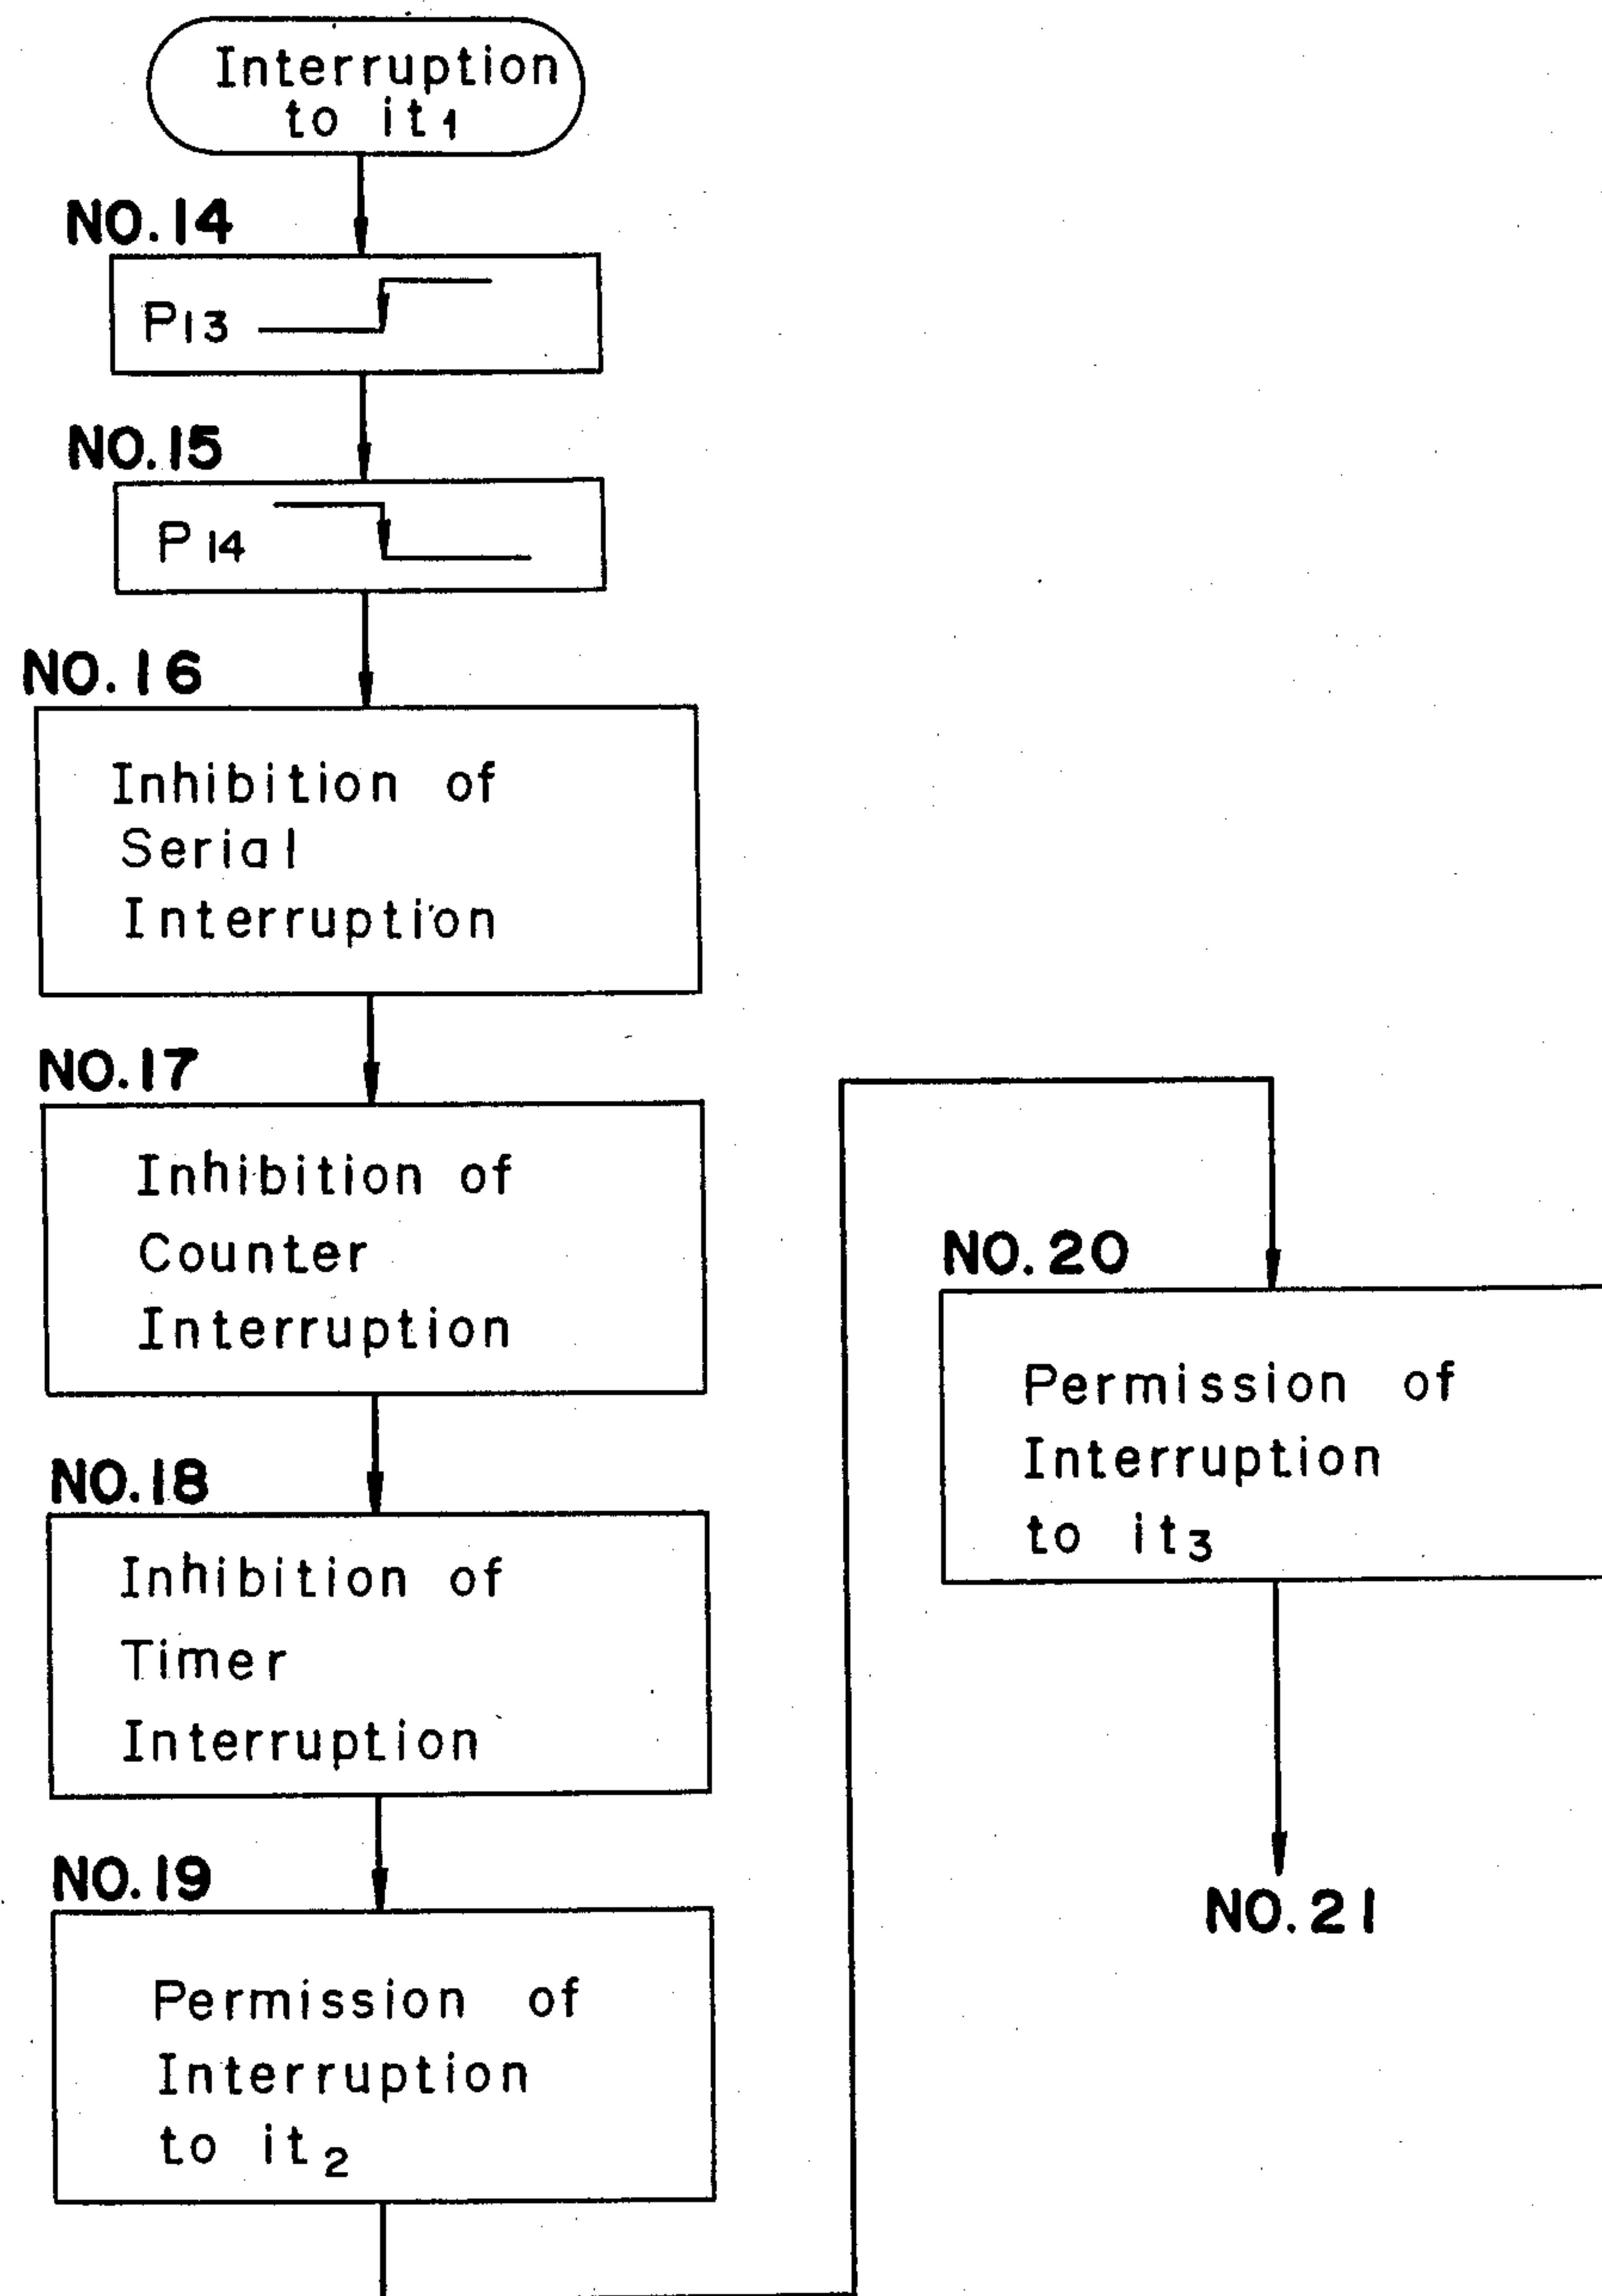 Interruption
to it₁
NO.14
P₁₃
NO.15
P₁₄
NO.16
Inhibition of
Serial
Interruption
NO.17
Inhibition of
Counter
Interruption
NO.18
Inhibition of
Timer
Interruption
NO.19
Permission of
Interruption
to it₂
NO.20
Permission of
Interruption
to it₃
NO.21